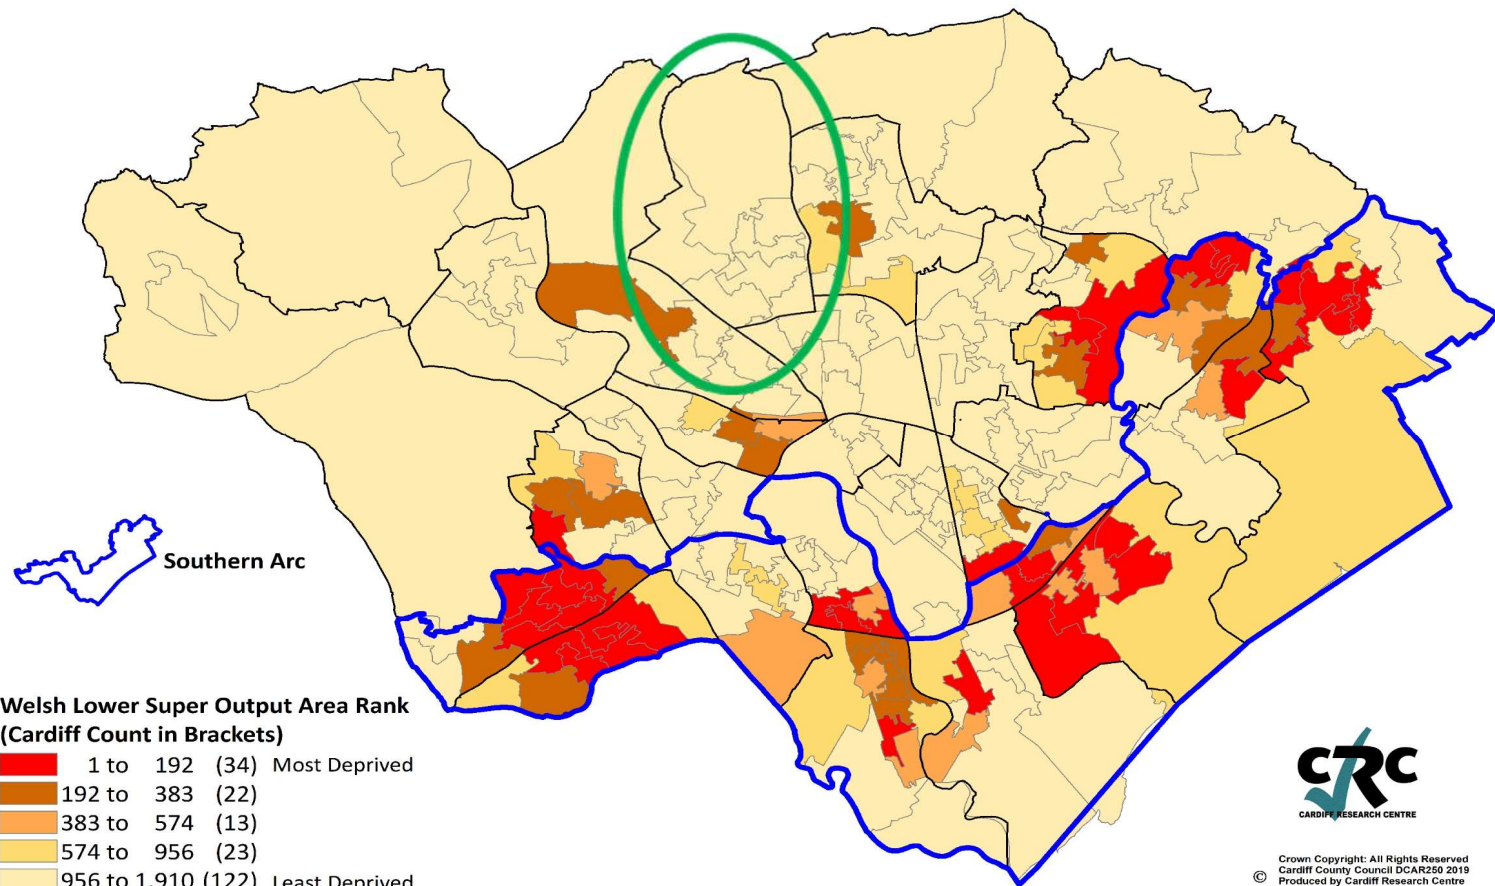 Southern Arc
Welsh Lower Super Output Area Rank
(Cardiff Count in Brackets)
1 to 192 (34) Most Deprived
192 to 383 (22)
383 to 574 (13)
574 to 956 (23)
956 to 1,910 (122) Least Deprived
CRC
CARDIFF RESEARCH CENTRE
Crown Copyright: All Rights Reserved
Cardiff County Council DCAR250 2019
© Produced by Cardiff Research Centre